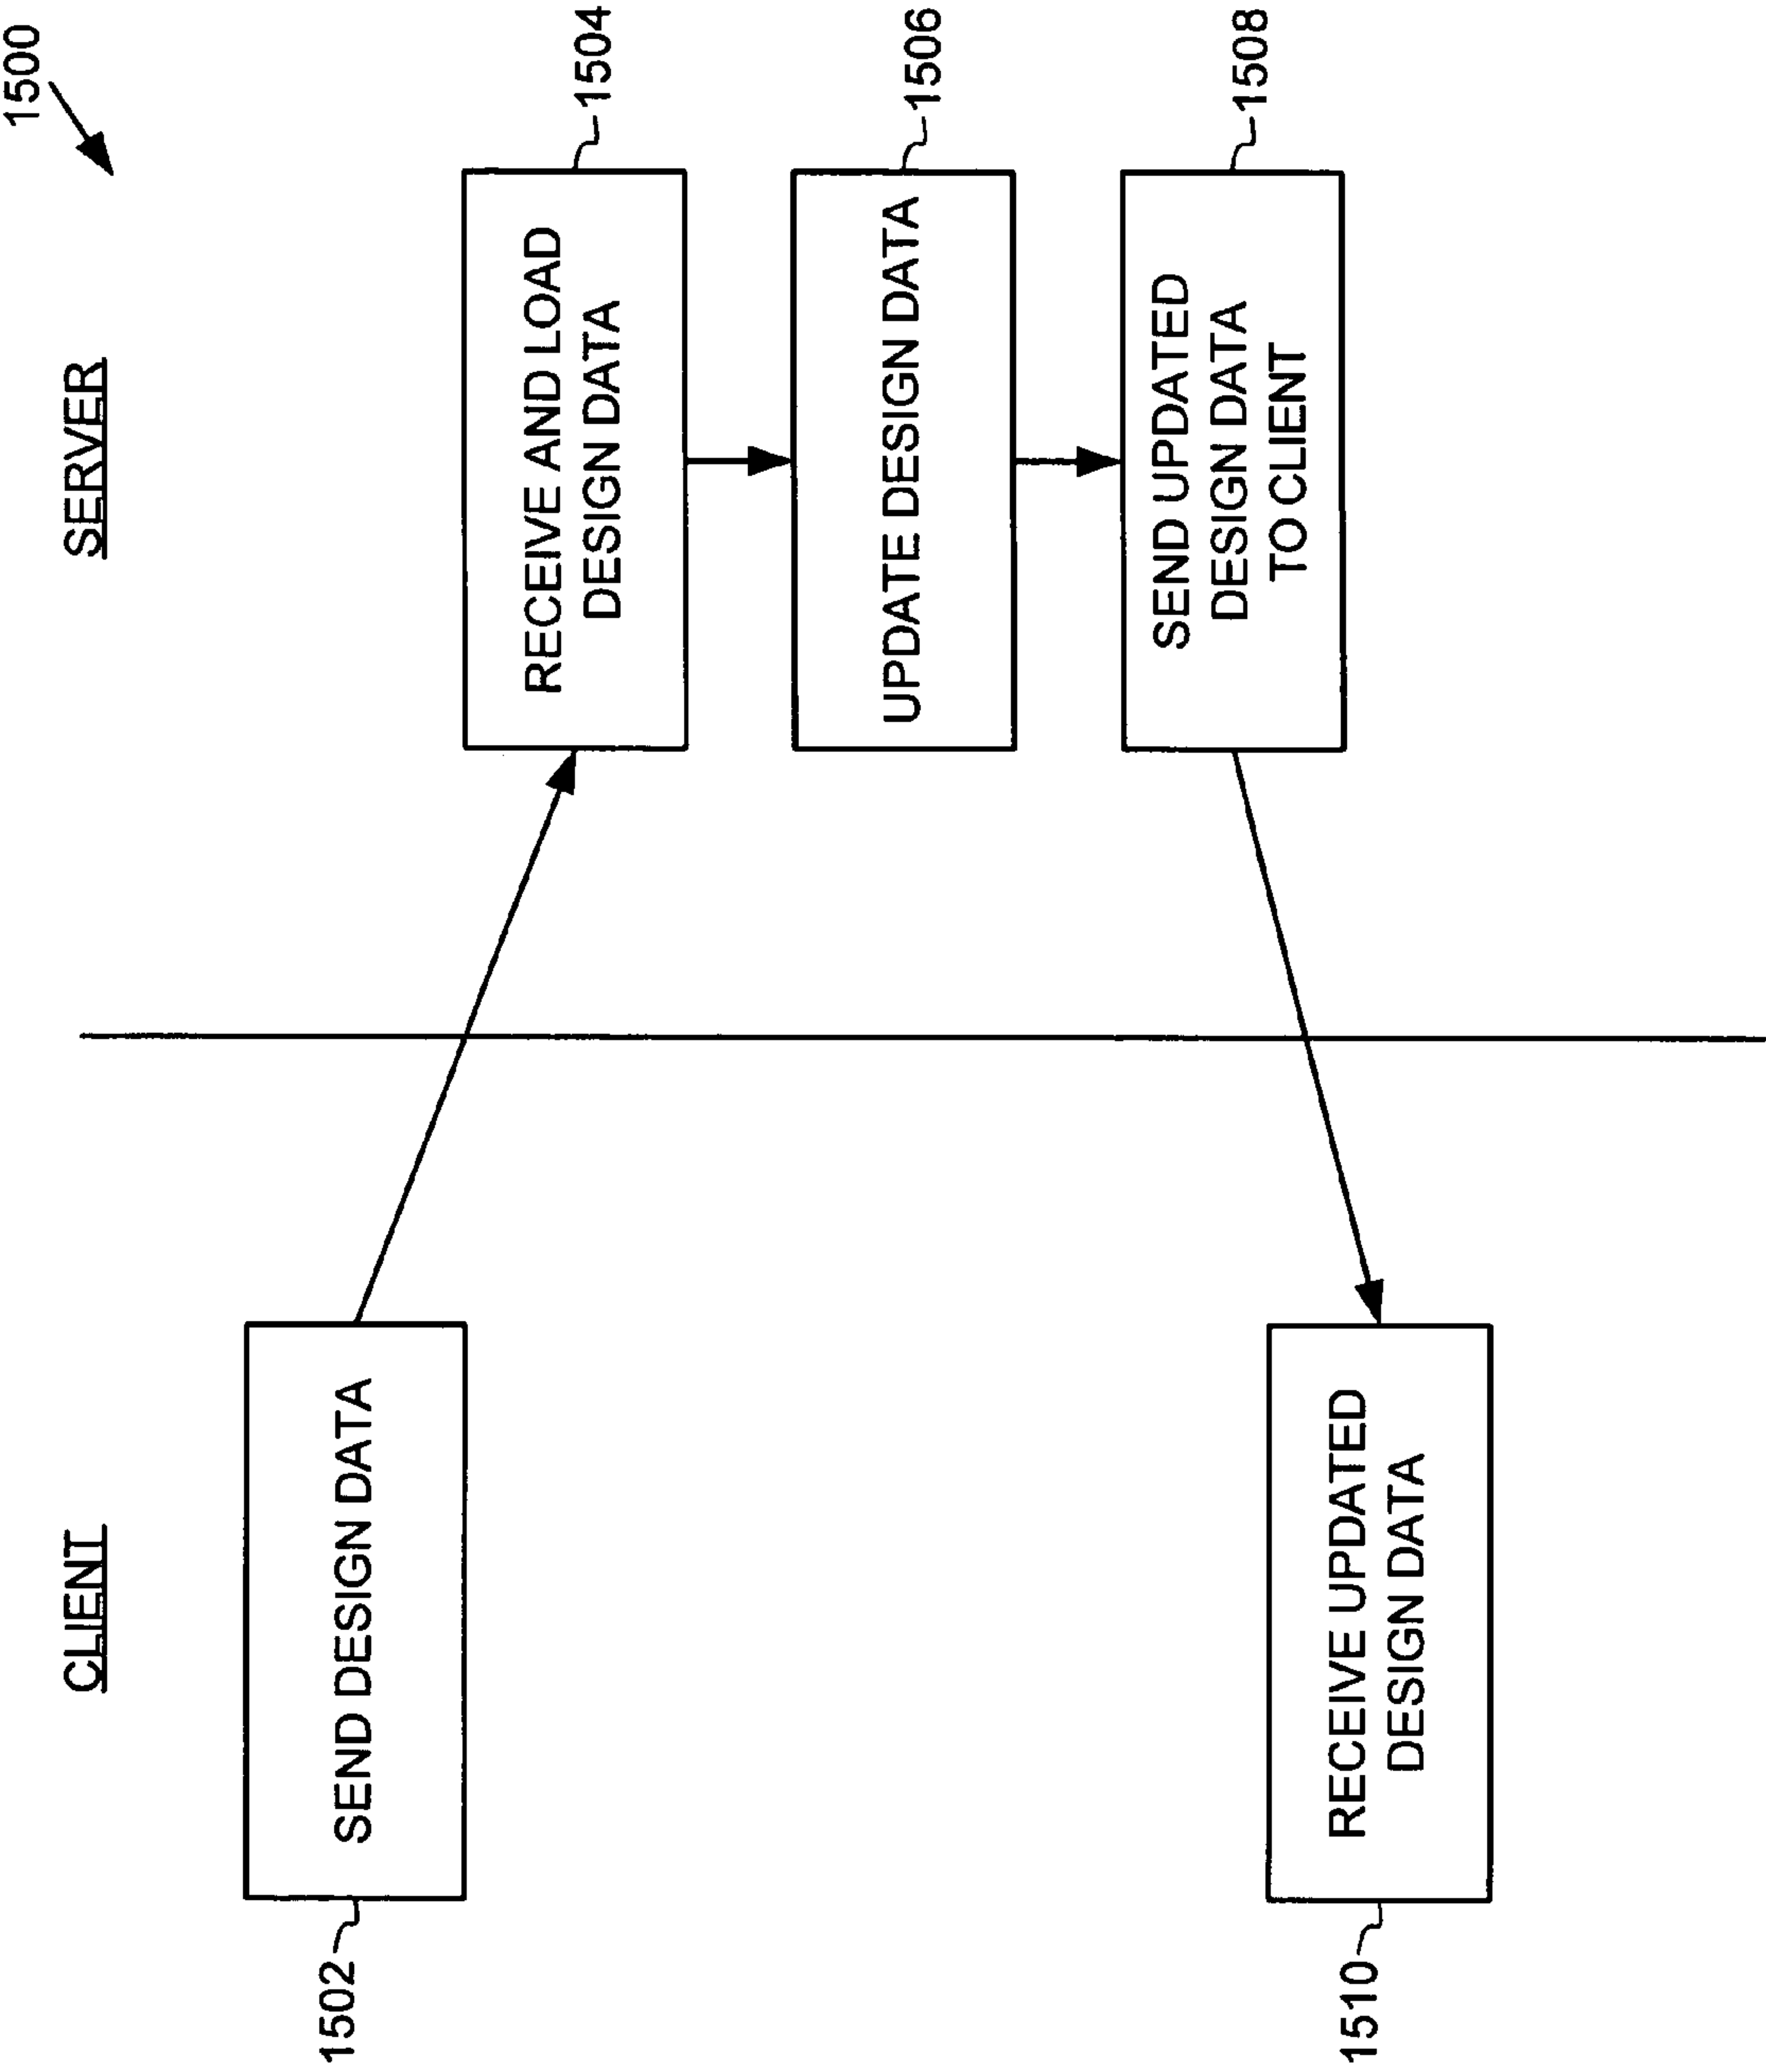 1500
CLIENT
SERVER
1502
SEND DESIGN DATA
RECEIVE AND LOAD
DESIGN DATA
1504
UPDATE DESIGN DATA
1506
SEND UPDATED
DESIGN DATA
TO CLIENT
1508
1510
RECEIVE UPDATED
DESIGN DATA